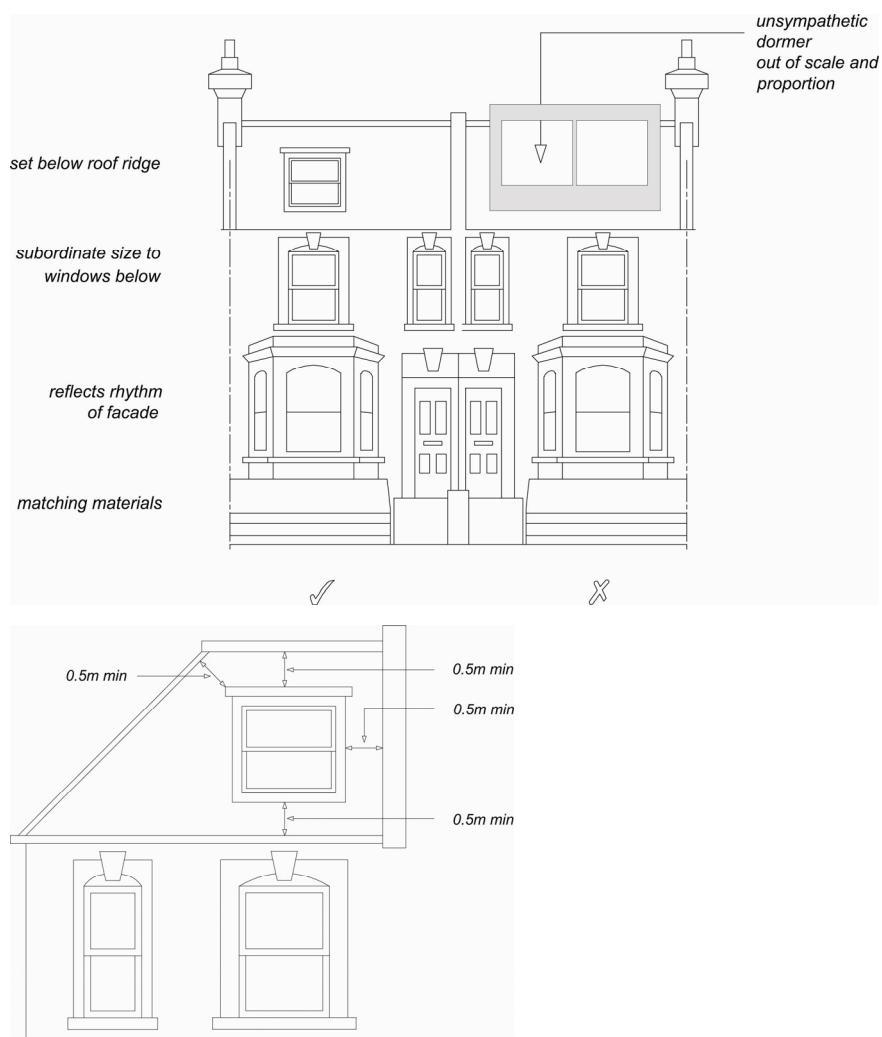 unsympathetic
dormer
out of scale and
proportion
set below roof ridge
subordinate size to
windows below
reflects rhythm
of facade
matching materials
✓
✗
0.5m min
0.5m min
0.5m min
0.5m min